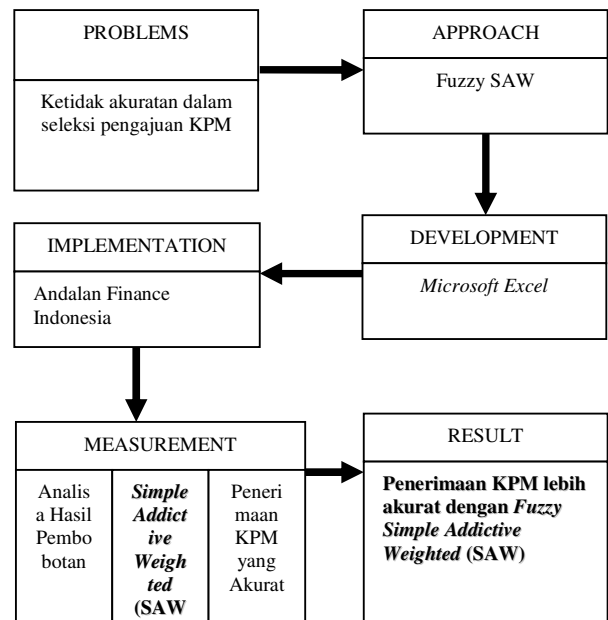 PROBLEMS
Ketidak akuratan dalam
seleksi pengajuan KPM
APPROACH
Fuzzy SAW
DEVELOPMENT
Microsoft Excel
IMPLEMENTATION
Andalan Finance
Indonesia
MEASUREMENT
Analis
a Hasil
Pembo
botan
Simple
Addict
ive
Weigh
ted
(SAW
Peneri
maan
KPM
yang
Akurat
RESULT
Penerimaan KPM lebih
akurat dengan Fuzzy
Simple Addictive
Weighted (SAW)